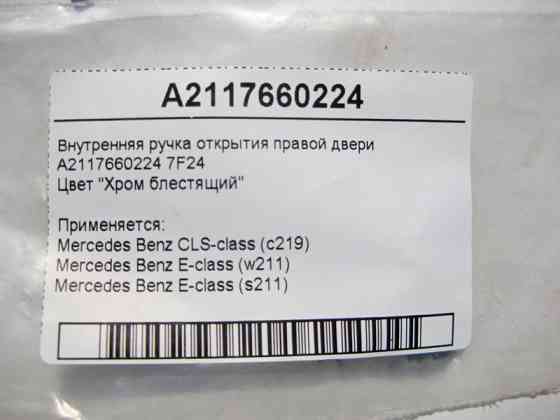 A2117660224
Внутренняя ручка открытия правой двери
A2117660224 7F24
Цвет "Хром блестящий"
Применяется:
Mercedes Benz CLS-class (c219)
Mercedes Benz E-class (w211)
Mercedes Benz E-class (s211)